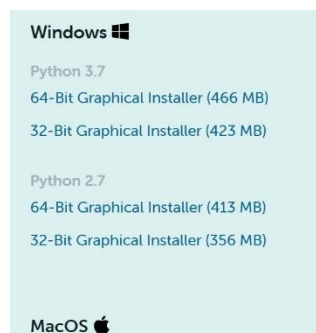 Windows
Python 3.7
64-Bit Graphical Installer (466 MB)
32-Bit Graphical Installer (423 MB)
Python 2.7
64-Bit Graphical Installer (413 MB)
32-Bit Graphical Installer (356 MB)
MacOS